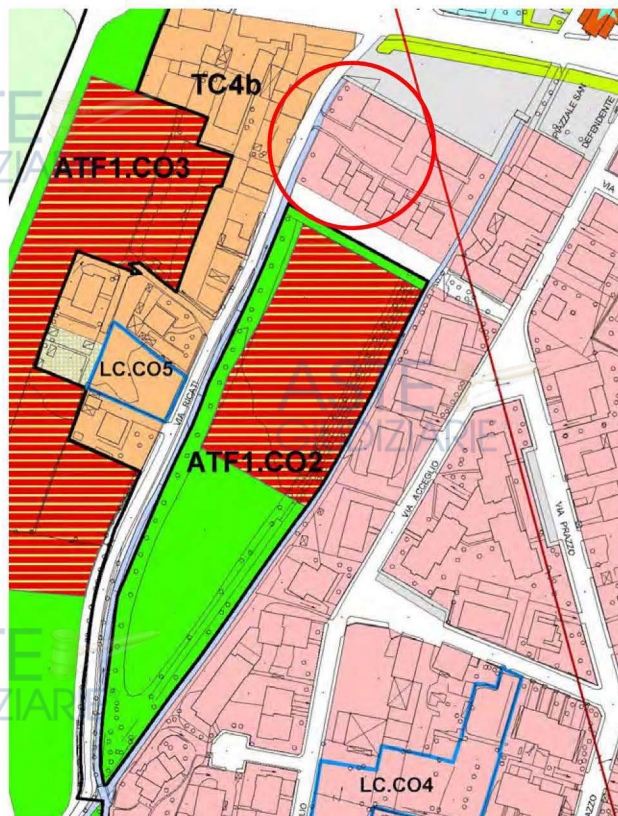 TC4b
PIAZZALE SAN
DEFENDENTE
ATF1.CO3
VIA
LC.CO5
VIA RICATI
ASTE
GIUDIZIARIE
ATF1.CO2
VIA ACCEGLIO
VIA PRAZZO
LC.CO4